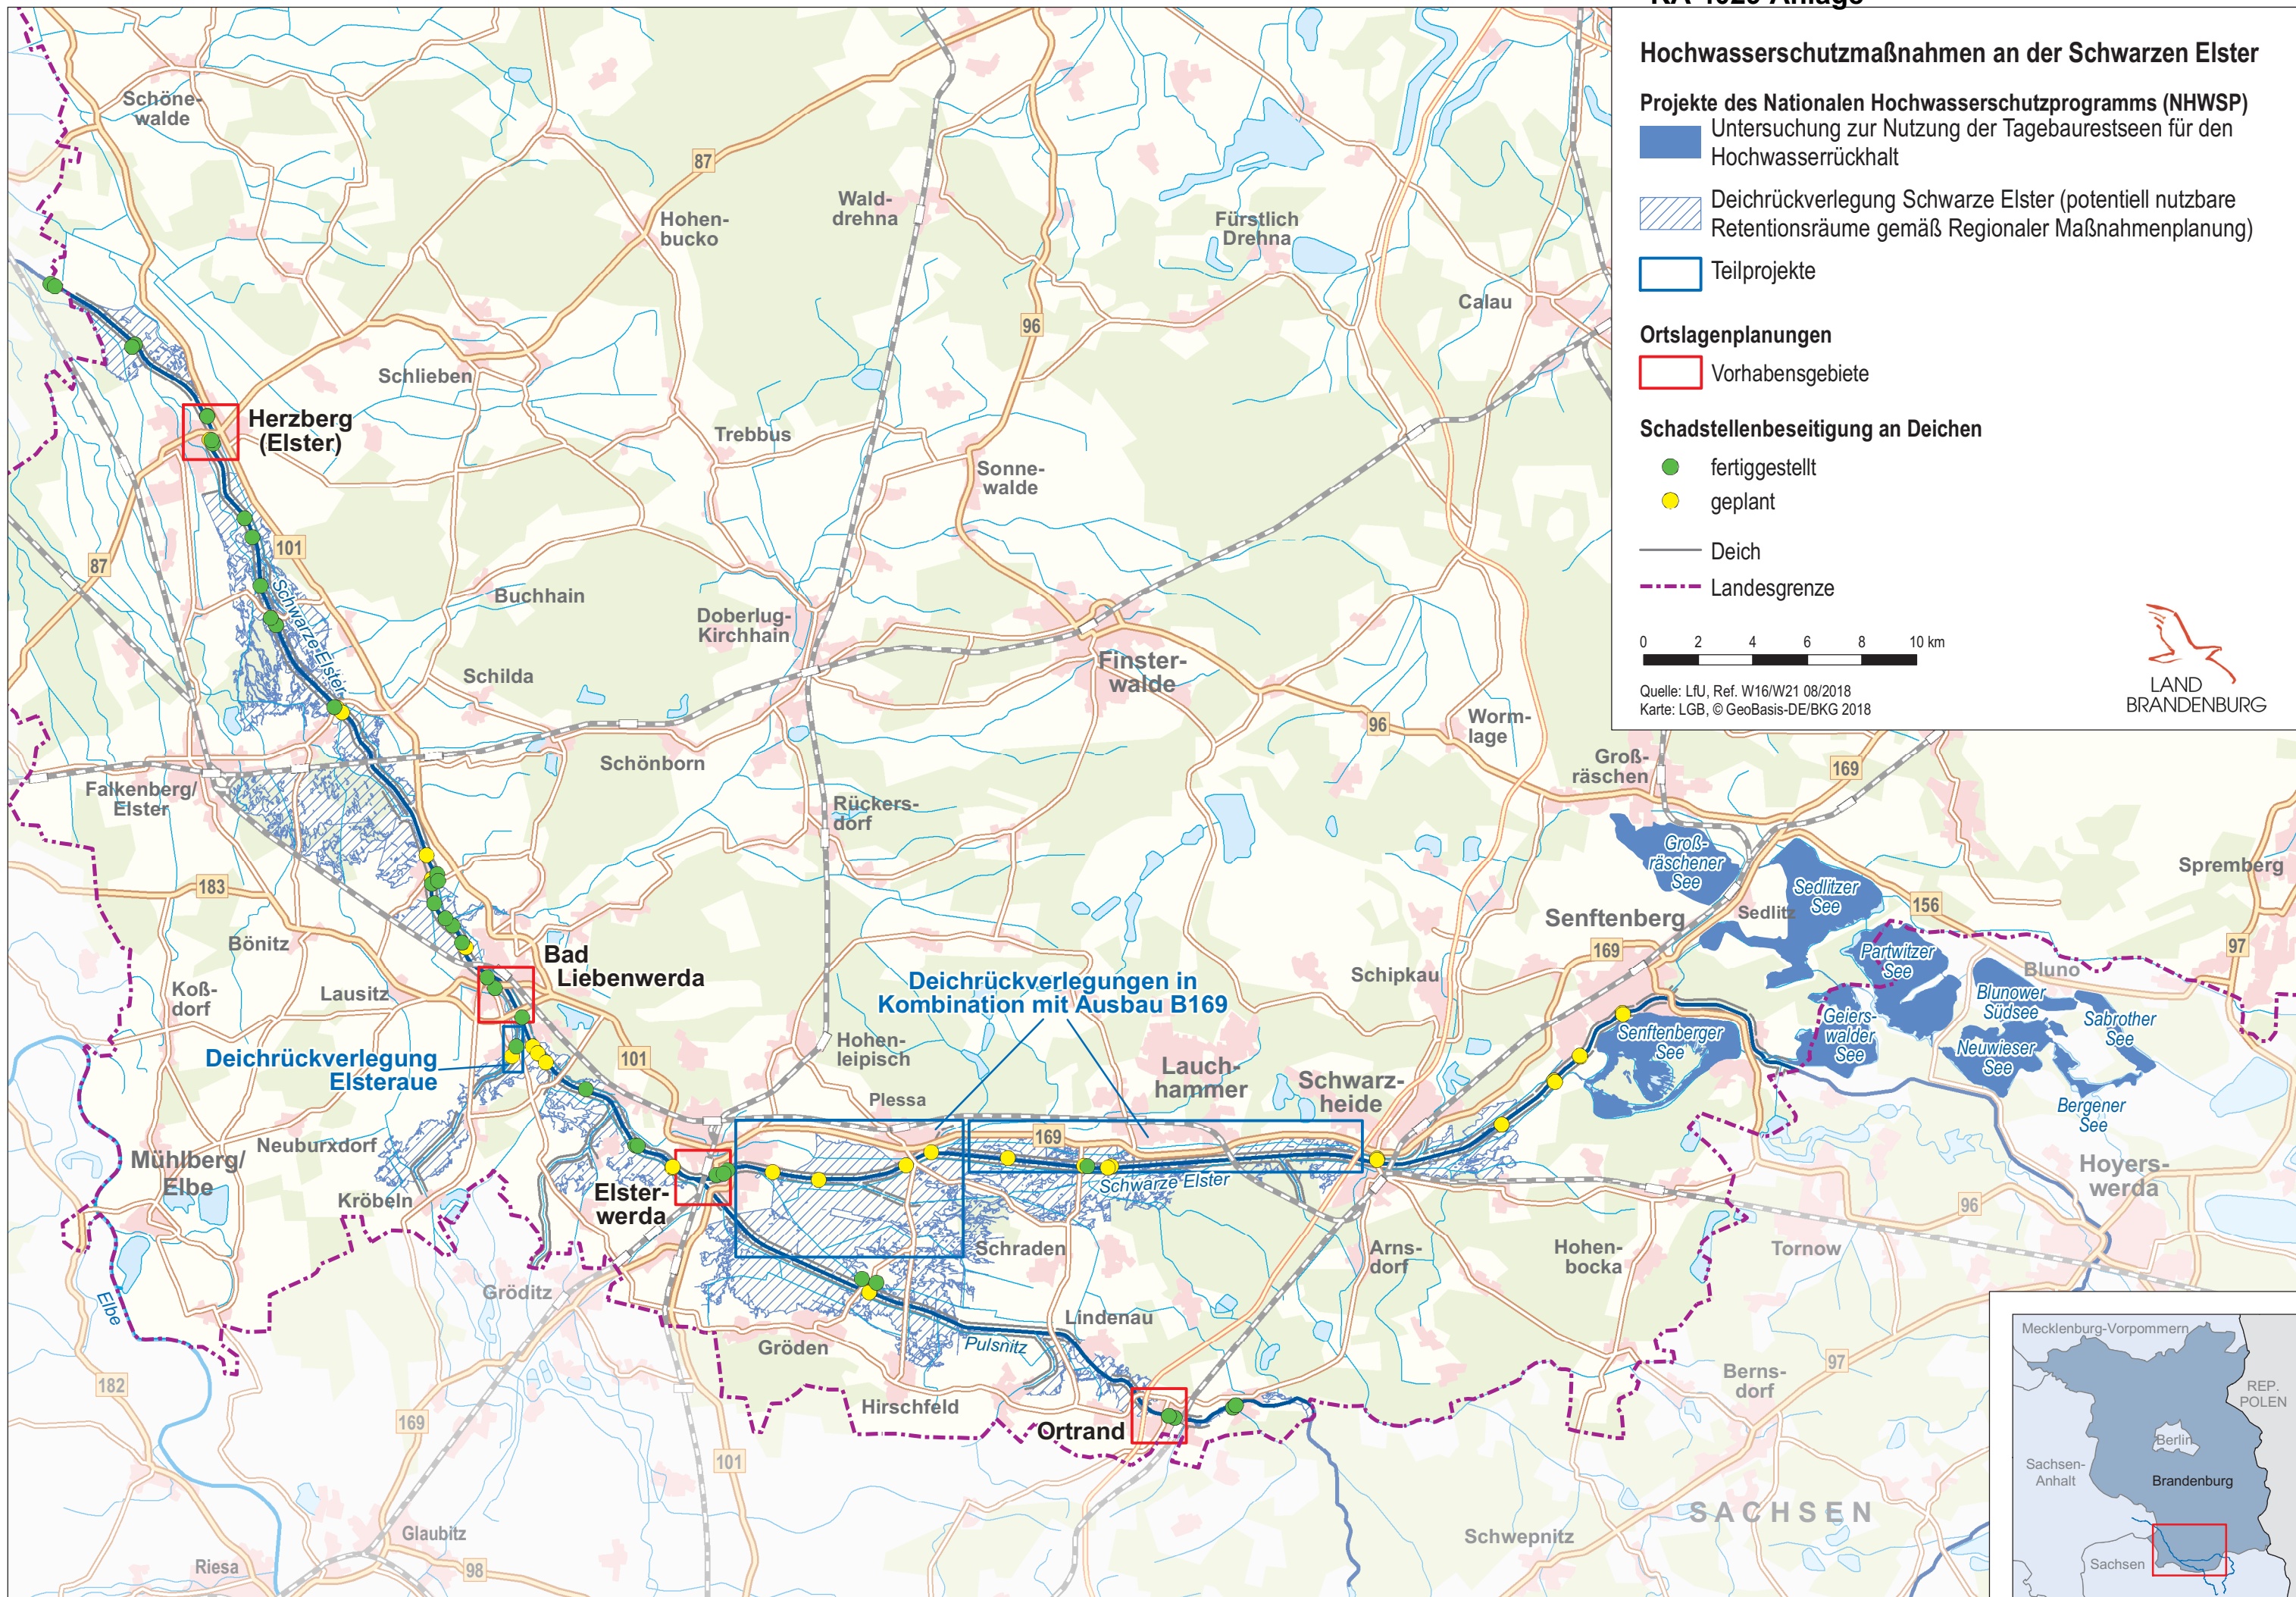 Hochwasserschutzmaßnahmen an der Schwarzen Elster
Projekte des Nationalen Hochwasserschutzprogramms (NHWSP)
Untersuchung zur Nutzung der Tagebaurestseen für den
Hochwasserrückhalt
Deichrückverlegung Schwarze Elster (potentiell nutzbare
Retentionsräume gemäß Regionaler Maßnahmenplanung)
Teilprojekte
Ortslagenplanungen
Vorhabensgebiete
Schadstellenbeseitigung an Deichen
fertiggestellt
geplant
Deich
Landesgrenze
0 2 4 6 8 10 km
Quelle: LfU, Ref. W16/W21 08/2018
Karte: LGB, © GeoBasis-DE/BKG 2018
LAND
BRANDENBURG
Schöne-
walde
87
Hohen-
bucko
Wald-
drehna
Fürstlich
Drehna
Calau
96
Schlieben
Herzberg
(Elster)
Trebbus
Sonne-
walde
101
87
Schwarze Elster
Buchhain
Doberlug-
Kirchhain
Finster-
walde
Schilda
Schönborn
96
Worm-
lage
Groß-
räschen
169
Falkenberg/
Elster
Rückers-
dorf
183
Groß-
räschener
See
Sedlitzer
See
Sedlitz
156
Spremberg
97
Senftenberg
169
Bönitz
Bad
Liebenwerda
Koß-
dorf
Lausitz
Deichrückverlegungen in
Kombination mit Ausbau B169
Schipkau
Partwitzer
See
Bluno
Blunower
Südsee
Sabrother
See
Geiers-
walder
See
Neuwieser
See
Bergener
See
Senftenberger
See
Deichrückverlegung
Elsteraue
101
Hohen-
leipisch
Lauch-
hammer
Schwarz-
heide
Plessa
169
Neuburxdorf
Mühlberg/
Elbe
Kröbeln
Elster-
werda
Schwarze Elster
Hoyers-
werda
96
Schraden
Arns-
dorf
Hohen-
bocka
Tornow
Gröditz
Elbe
Lindenau
Gröden
Pulsnitz
Hirschfeld
Ortrand
Berns-
dorf
97
182
169
101
Glaubitz
Riesa
98
Schwepnitz
SACHSEN
Mecklenburg-Vorpommern
REP.
POLEN
Berlin
Sachsen-
Anhalt
Brandenburg
Sachsen